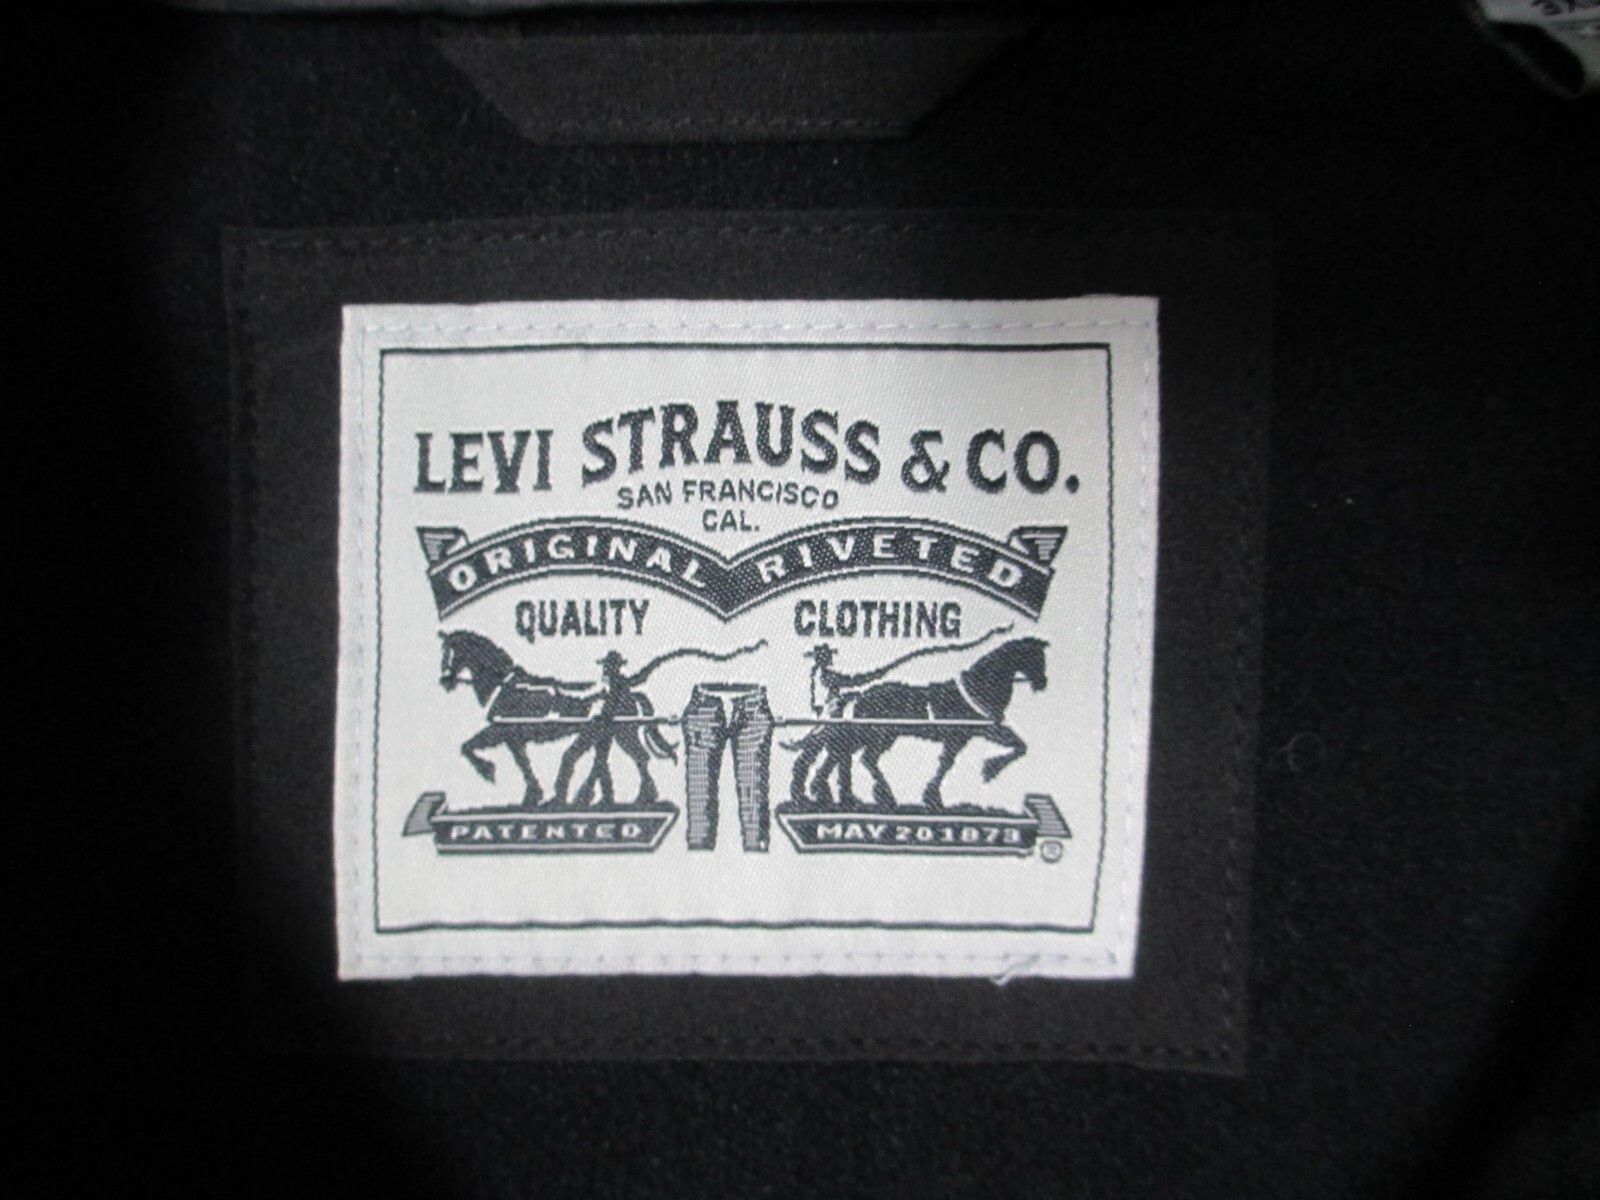 LEVI STRAUSS & CO.
SAN FRANCISCO
CAL.
ORIGINAL RIVETED
QUALITY CLOTHING
PATENTED MAY 20 1873
®